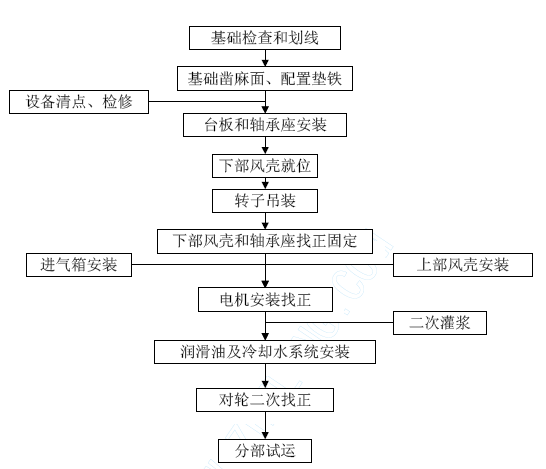 基础检查和划线
基础凿麻面、配置垫铁
设备清点、检修
台板和轴承座安装
下部风壳就位
转子吊装
下部风壳和轴承座找正固定
进气箱安装
上部风壳安装
电机安装找正
二次灌浆
润滑油及冷却水系统安装
对轮二次找正
分部试运